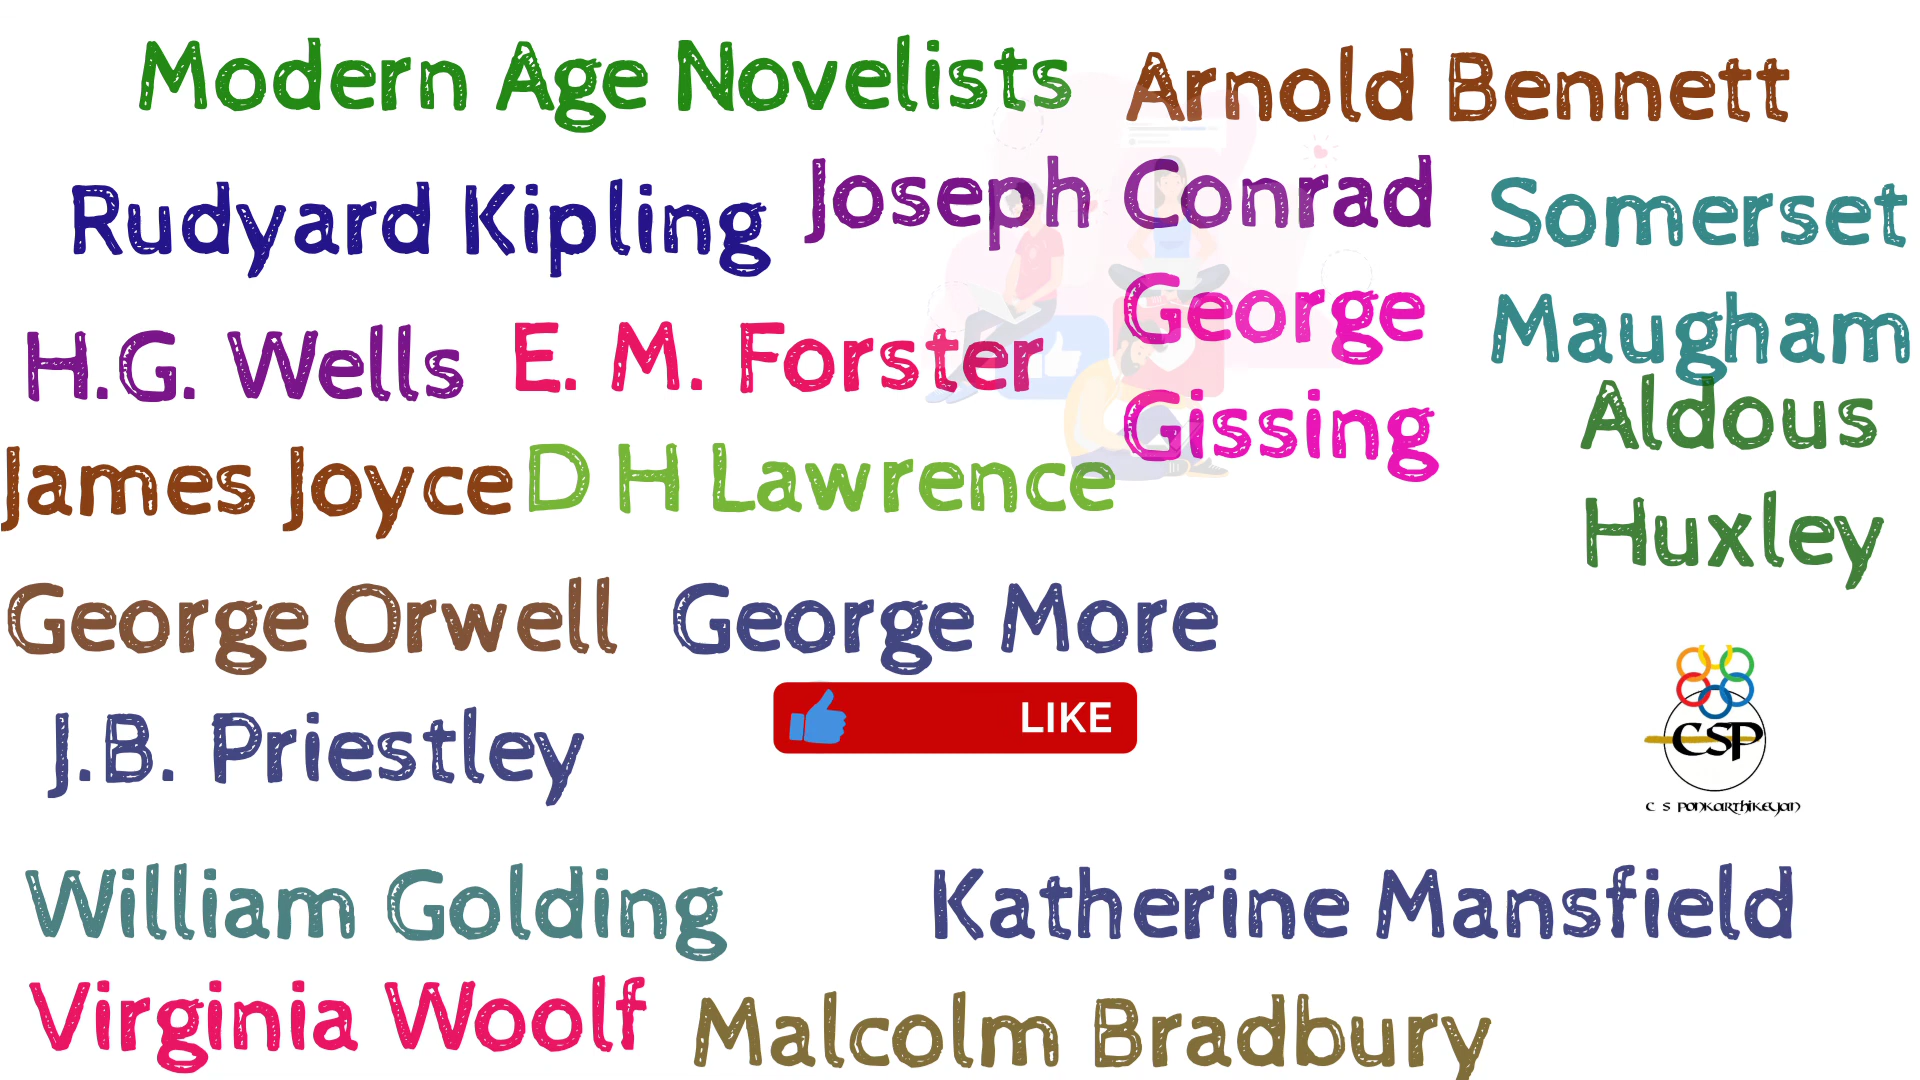 Modern Age Novelists
Arnold Bennett
Rudyard Kipling
Joseph Conrad
Somerset
Maugham
H.G. Wells
E. M. Forster
George
Gissing
Aldous
Huxley
James Joyce
D H Lawrence
George Orwell
George More
J.B. Priestley
LIKE
CSP
C S PONKARTHIKEYAN
William Golding
Katherine Mansfield
Virginia Woolf
Malcolm Bradbury